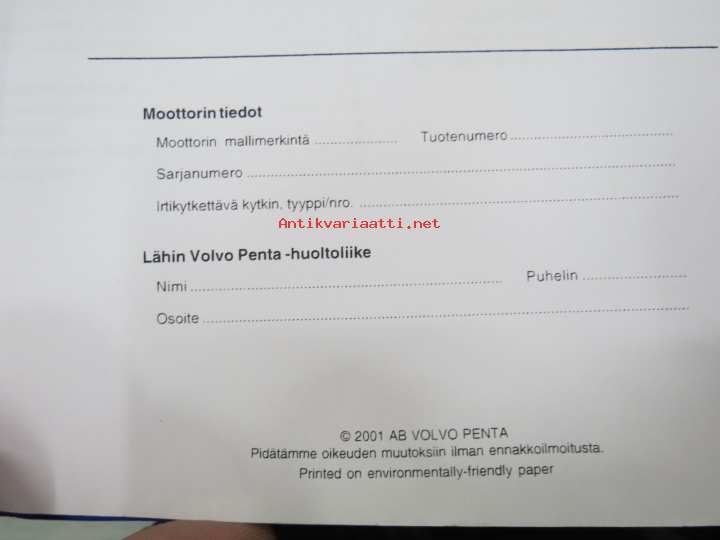 Moottorin tiedot
Moottorin mallimerkintä .................... Tuotenumero ........................................
Sarjanumero ................................................................................
Irtikytkettävä kytkin, tyyppi/nro. ................................................................
Antikvariaatti.net
Lähin Volvo Penta -huoltoliike
Nimi ................................................................ Puhelin ..........................
Osoite ................................................................................
© 2001 AB VOLVO PENTA
Pidätämme oikeuden muutoksiin ilman ennakkoilmoitusta.
Printed on environmentally-friendly paper